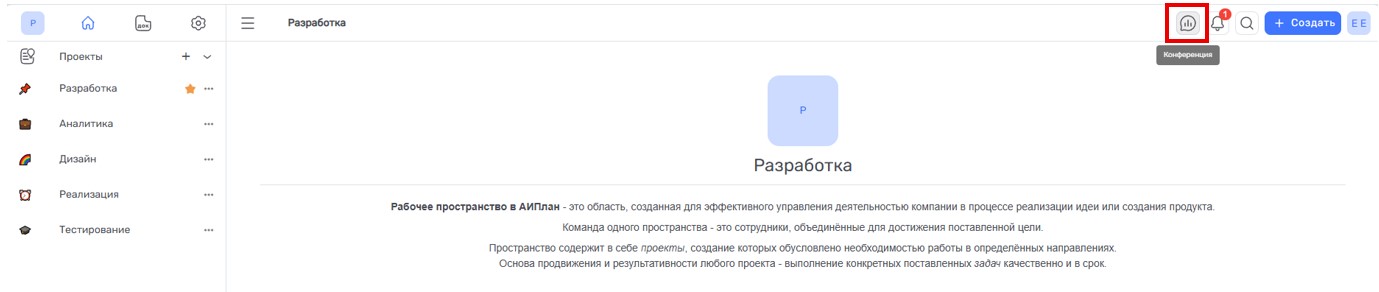 Р
док
Разработка
1
+ Создать
ЕЕ
Конференция
Проекты
Разработка
Аналитика
Дизайн
Реализация
Тестирование
Р
Разработка
Рабочее пространство в АИПлан - это область, созданная для эффективного управления деятельностью компании в процессе реализации идеи или создания продукта.
Команда одного пространства - это сотрудники, объединённые для достижения поставленной цели.
Пространство содержит в себе проекты, создание которых обусловлено необходимостью работы в определённых направлениях.
Основа продвижения и результативности любого проекта - выполнение конкретных поставленных задач качественно и в срок.